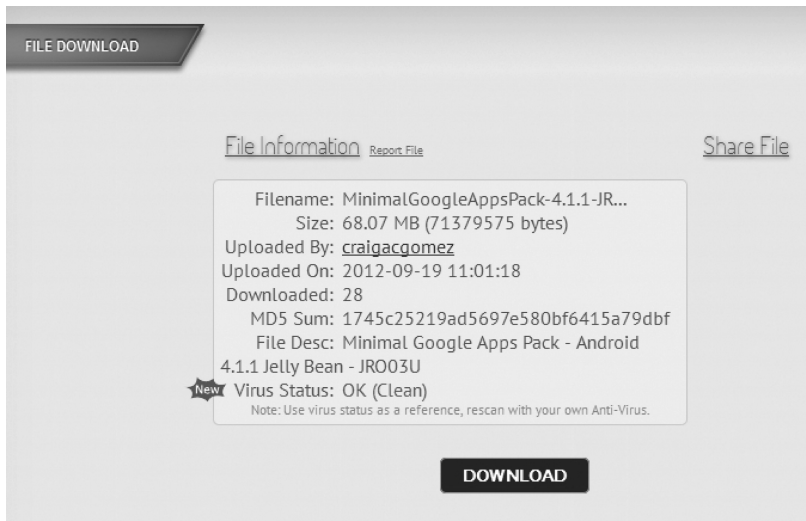 FILE DOWNLOAD
File Information Report File
Share File
Filename: MinimalGoogleAppsPack-4.1.1-JR...
Size: 68.07 MB (71379575 bytes)
Uploaded By: craigacgomez
Uploaded On: 2012-09-19 11:01:18
Downloaded: 28
MD5 Sum: 1745c25219ad5697e580bf6415a79dbf
File Desc: Minimal Google Apps Pack - Android
4.1.1 Jelly Bean - JRO03U
New Virus Status: OK (Clean)
Note: Use virus status as a reference, rescan with your own Anti-Virus.
DOWNLOAD